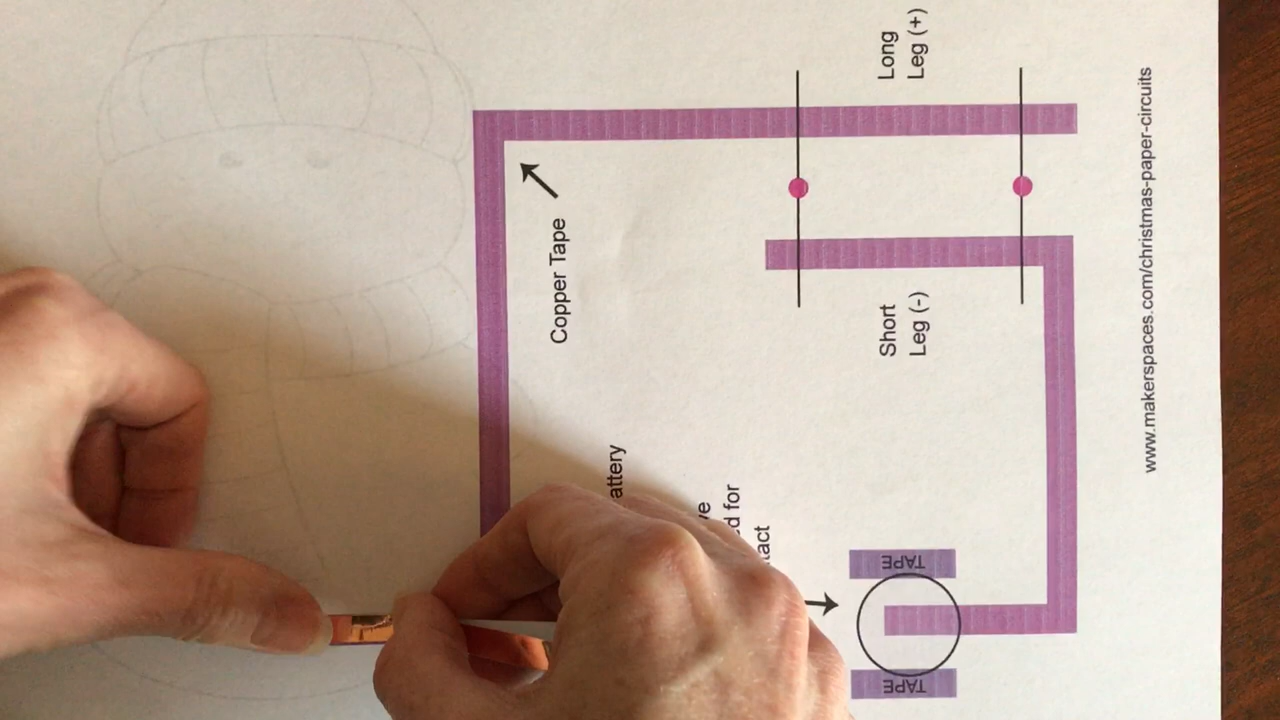 Long
Leg (+)
Copper Tape
Short
Leg (-)
TAPE
TAPE
www.makerspaces.com/christmas-paper-circuits